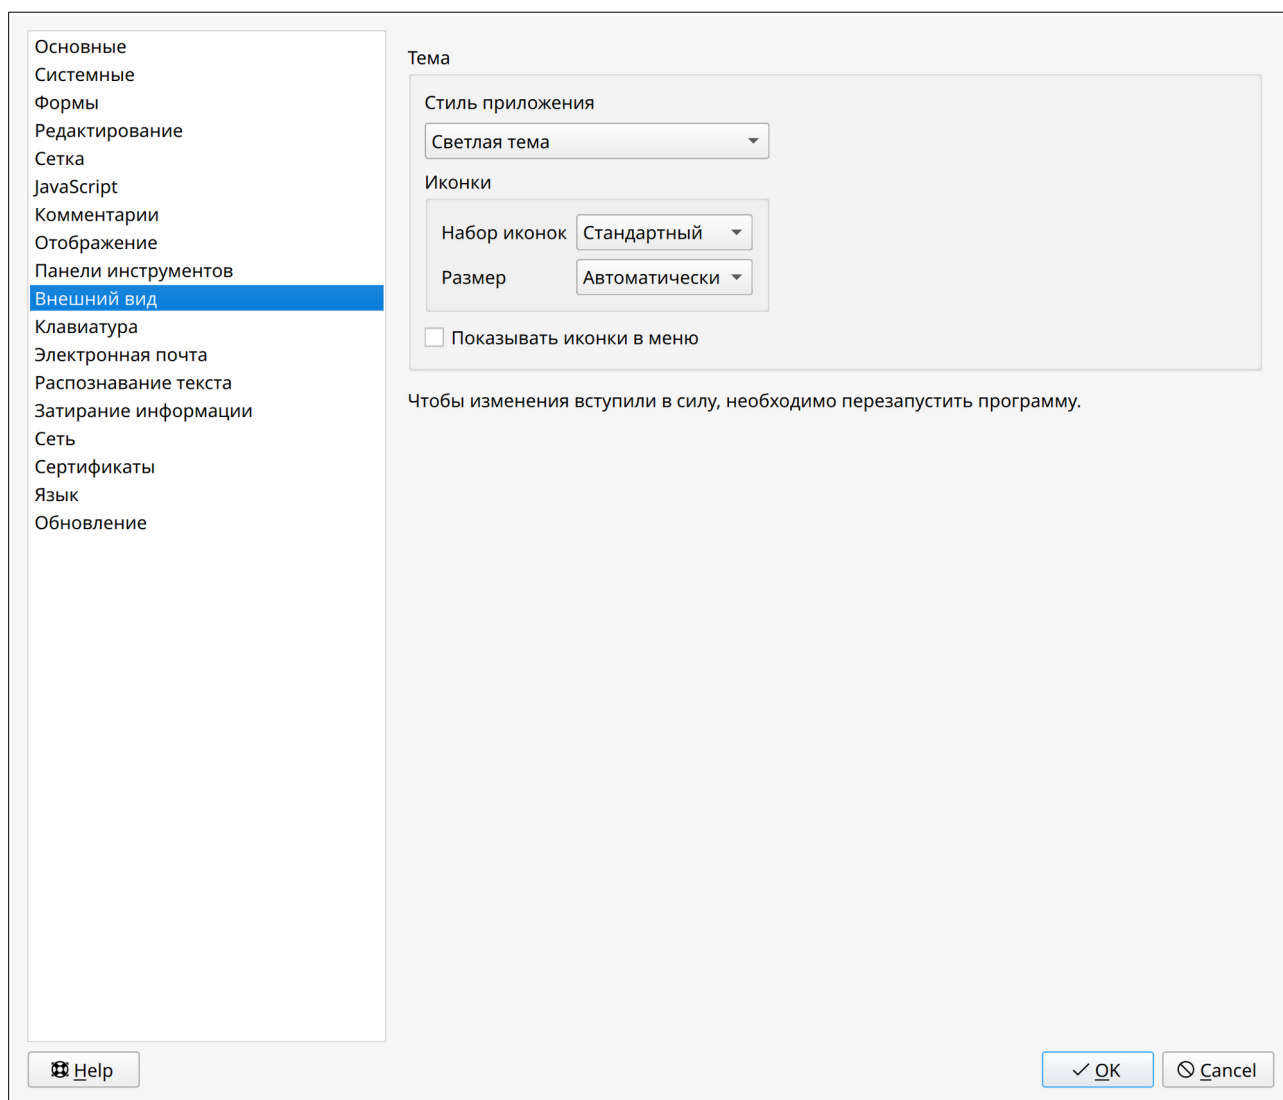 Основные
Системные
Формы
Редактирование
Сетка
JavaScript
Комментарии
Отображение
Панели инструментов
Внешний вид
Клавиатура
Электронная почта
Распознавание текста
Затирание информации
Сеть
Сертификаты
Язык
Обновление
Тема
Стиль приложения
Светлая тема
Иконки
Набор иконок Стандартный
Размер Автоматически
Показывать иконки в меню
Чтобы изменения вступили в силу, необходимо перезапустить программу.
Help OK Cancel